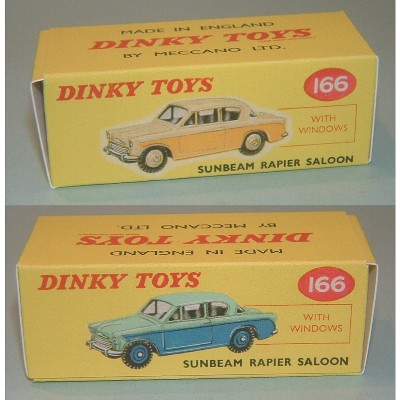 MADE IN ENGLAND
DINKY TOYS
BY MECCANO LTD.
DINKY TOYS
166
WITH
WINDOWS
SUNBEAM RAPIER SALOON
BY MECCANO LTD.
DINKY TOYS
MADE IN ENGLAND
DINKY TOYS
166
WITH
WINDOWS
SUNBEAM RAPIER SALOON